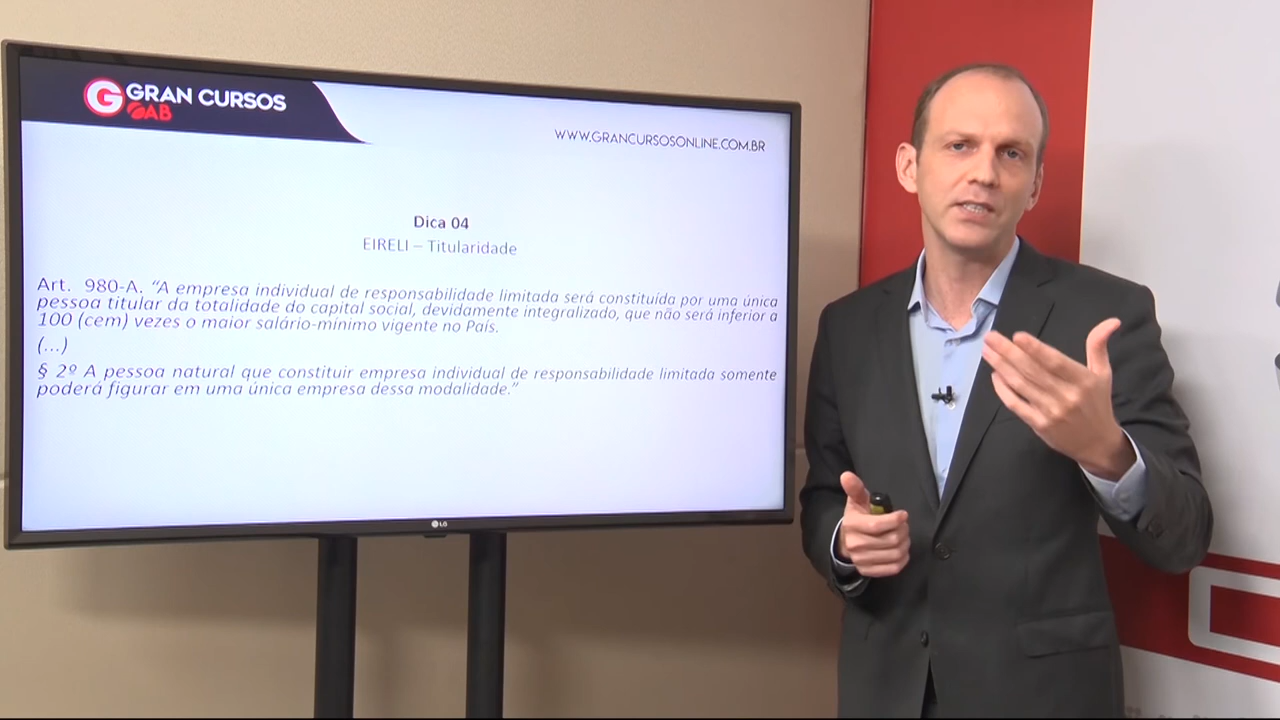 GRAN CURSOS
OAB
WWW.GRANCURSOSONLINE.COM.BR
Dica 04
EIRELI – Titularidade
Art. 980-A. “A empresa individual de responsabilidade limitada será constituída por uma única
pessoa titular da totalidade do capital social, devidamente integralizado, que não será inferior a
100 (cem) vezes o maior salário-mínimo vigente no País.
(...)
§ 2º A pessoa natural que constituir empresa individual de responsabilidade limitada somente
poderá figurar em uma única empresa dessa modalidade.”
LG